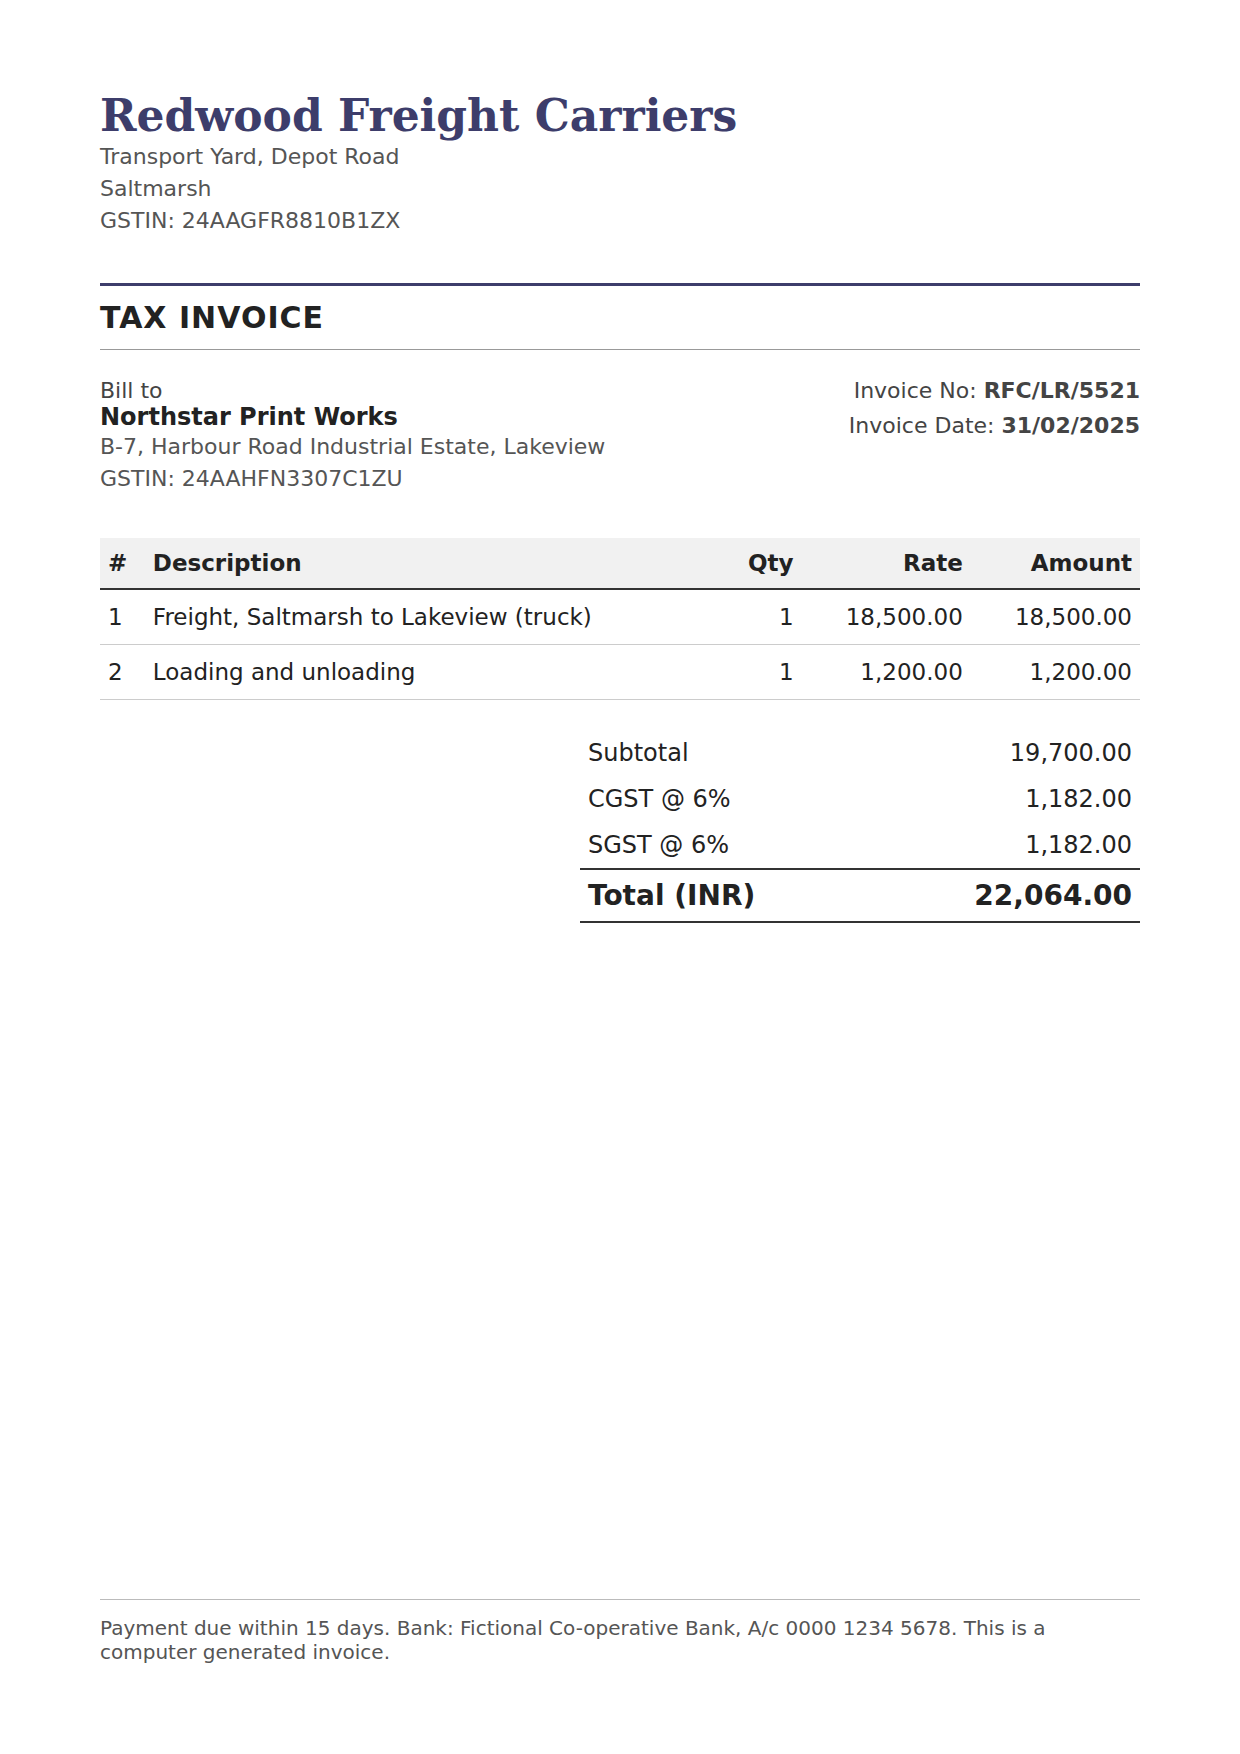 Redwood Freight Carriers
Transport Yard, Depot Road
Saltmarsh
GSTIN: 24AAGFR8810B1ZX
TAX INVOICE
Bill to
Northstar Print Works
B-7, Harbour Road Industrial Estate, Lakeview
GSTIN: 24AAHFN3307C1ZU
Invoice No: RFC/LR/5521
Invoice Date: 31/02/2025
# Description Qty Rate Amount
1 Freight, Saltmarsh to Lakeview (truck) 1 18,500.00 18,500.00
2 Loading and unloading 1 1,200.00 1,200.00
Subtotal 19,700.00
CGST @ 6% 1,182.00
SGST @ 6% 1,182.00
Total (INR) 22,064.00
Payment due within 15 days. Bank: Fictional Co-operative Bank, A/c 0000 1234 5678. This is a
computer generated invoice.